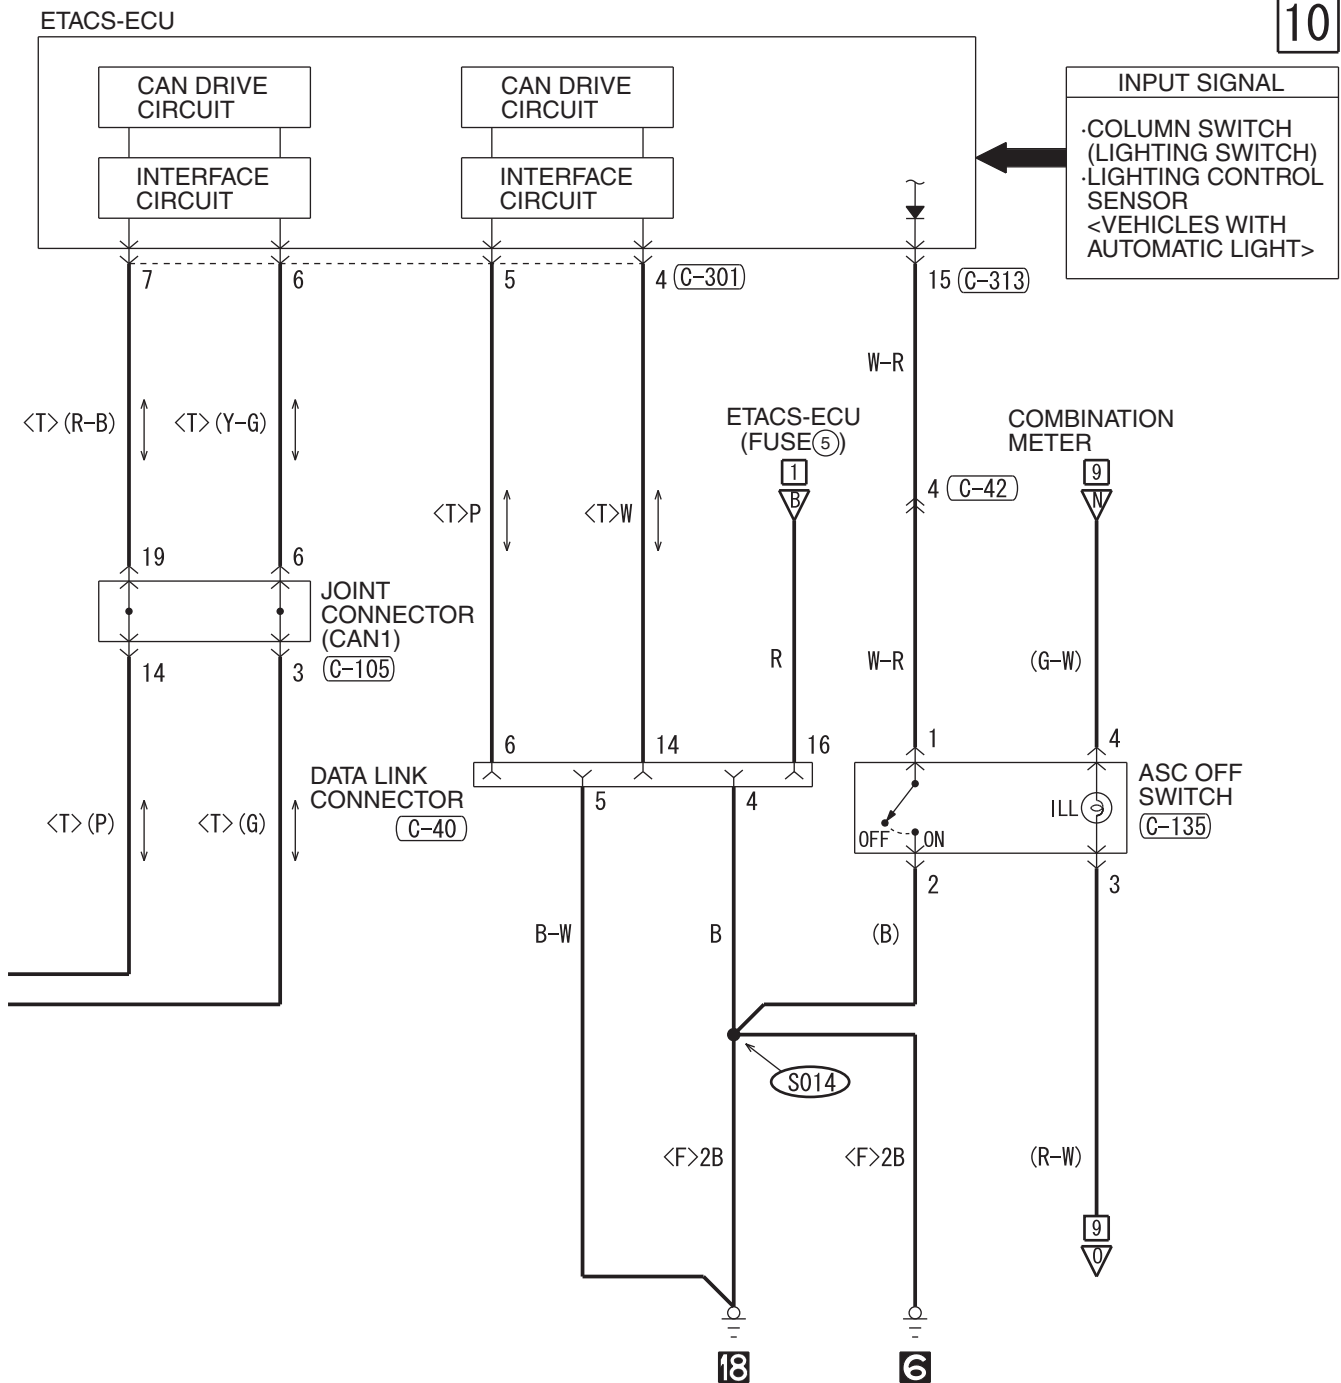 ETACS-ECU
10
CAN DRIVE
CIRCUIT
CAN DRIVE
CIRCUIT
INPUT SIGNAL
·COLUMN SWITCH
(LIGHTING SWITCH)
·LIGHTING CONTROL
SENSOR
<VEHICLES WITH
AUTOMATIC LIGHT>
INTERFACE
CIRCUIT
INTERFACE
CIRCUIT
7
6
5
4 C-301
15 C-313
W-R
<T>(R-B)
<T>(Y-G)
ETACS-ECU
(FUSE⑤)
1
B
COMBINATION
METER
9
N
4 C-42
<T>P
<T>W
19
6
JOINT
CONNECTOR
(CAN1)
C-105
14
3
R
W-R
(G-W)
6
14
16
1
4
DATA LINK
CONNECTOR
C-40
5
4
ILL
OFF
ON
ASC OFF
SWITCH
C-135
<T>(P)
<T>(G)
2
3
B-W
B
(B)
S014
<F>2B
<F>2B
(R-W)
9
O
18
6